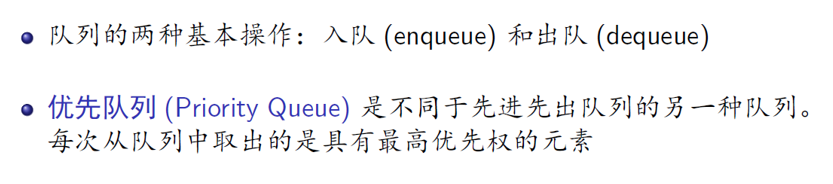 队列的两种基本操作：入队 (enqueue) 和出队 (dequeue)
优先队列 (Priority Queue) 是不同于先进先出队列的另一种队列。
每次从队列中取出的是具有最高优先权的元素